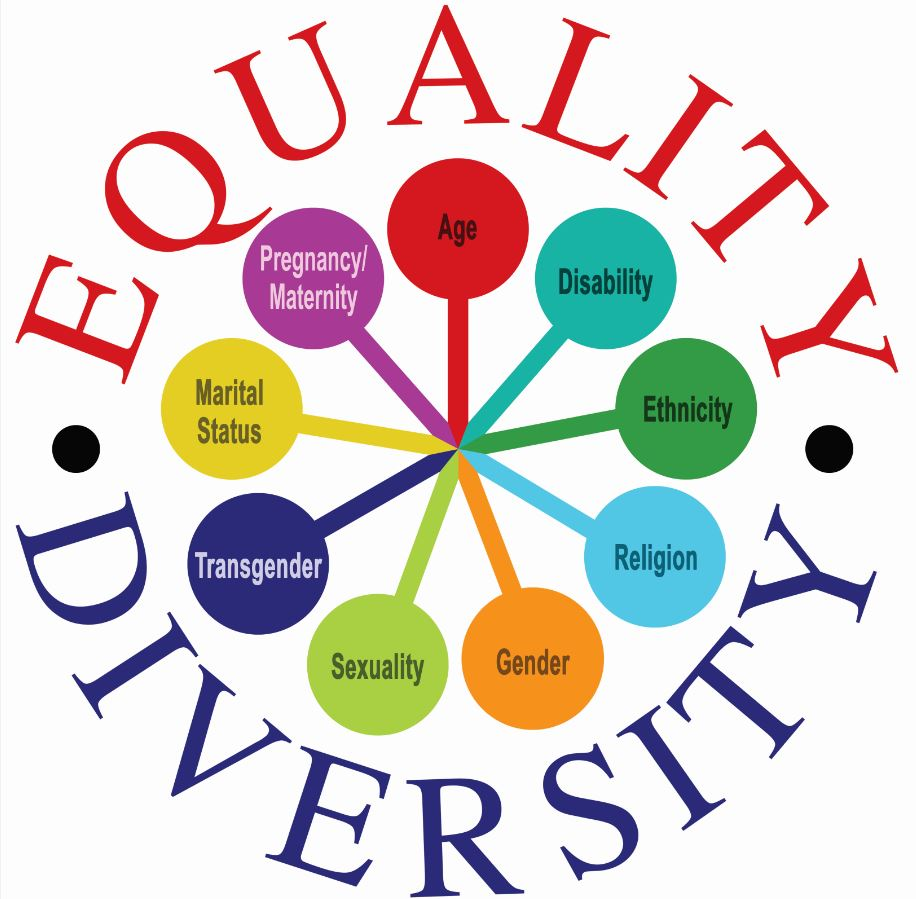 EQUALITY
Age
Disability
Ethnicity
Religion
Gender
Sexuality
Transgender
Marital
Status
Pregnancy/
Maternity
DIVERSITY